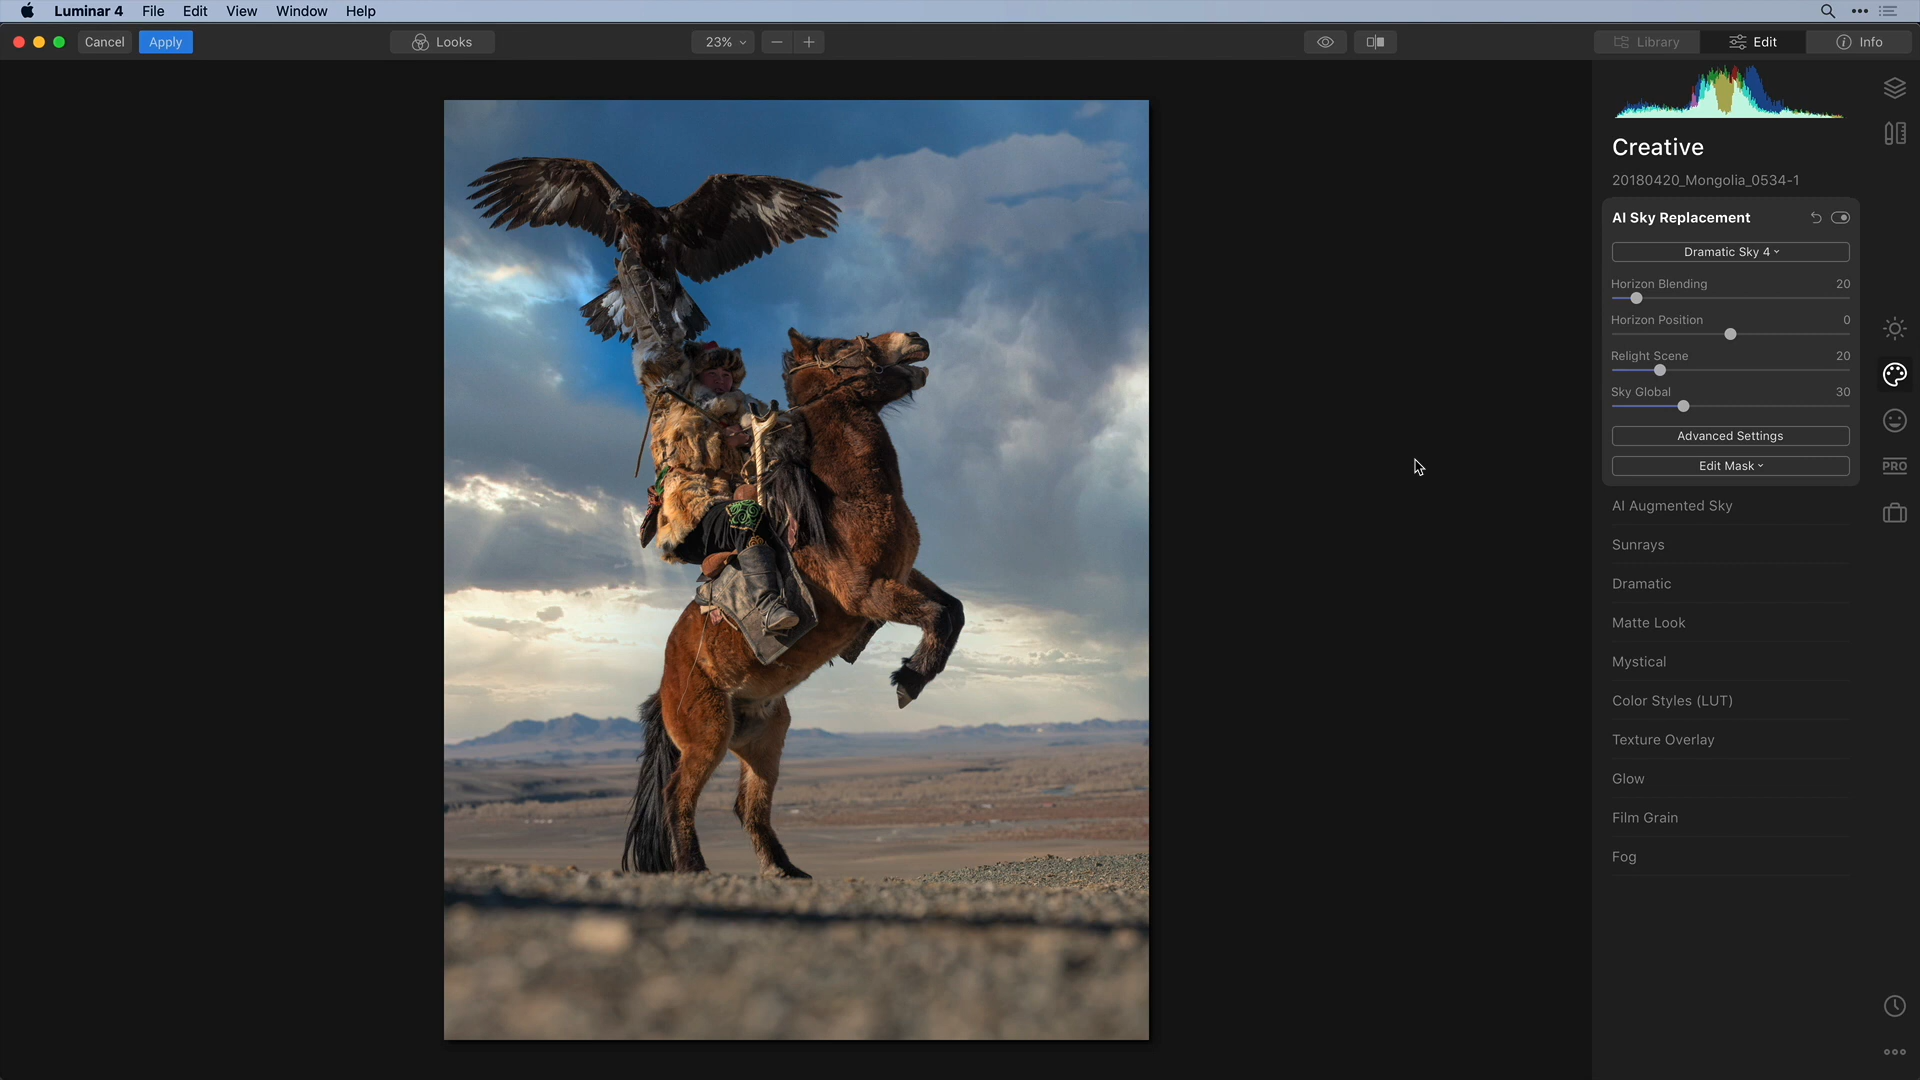 Luminar 4 File Edit View Window Help
Cancel Apply Looks 23% Library Edit Info
Creative
20180420_Mongolia_0534-1
AI Sky Replacement
Dramatic Sky 4
Horizon Blending 20
Horizon Position 0
Relight Scene 20
Sky Global 30
Advanced Settings
Edit Mask
PRO
AI Augmented Sky
Sunrays
Dramatic
Matte Look
Mystical
Color Styles (LUT)
Texture Overlay
Glow
Film Grain
Fog